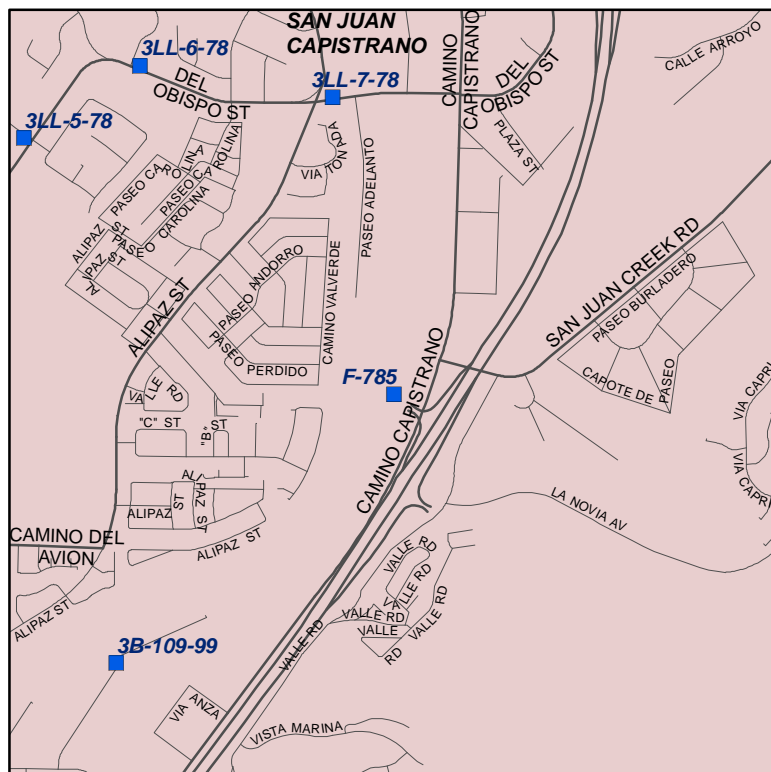 SAN JUAN
CAPISTRANO
3LL-6-78
3LL-7-78
3LL-5-78
DEL
OBISPO ST
CAMINO
CAPISTRANO
DEL
OBISPO ST
CALLE ARROYO
PLAZA ST
VIA TONADA
PASEO ADELANTO
PASEO CAROLINA
PASEO CAROLINA
PASEO CAROLINA
ALIPAZ ST
ALIPAZ ST
ALIPAZ ST
PASEO ANDORRO
CAMINO VALVERDE
PASEO
PERDIDO
SAN JUAN CREEK RD
PASEO BURLADERO
CAPOTE DE PASEO
VIA CAPRI
VIA CAPRI
F-785
CAMINO CAPISTRANO
VALLE RD
"C" ST
"B" ST
ALIPAZ ST
ALIPAZ ST
ALIPAZ ST
LA NOVIA AV
CAMINO DEL
AVION
ALIPAZ ST
VALLE RD
VALLE RD
VALLE RD
VALLE RD
VALLE RD
VALLE RD
3B-109-99
VIA ANZA
VISTA MARINA